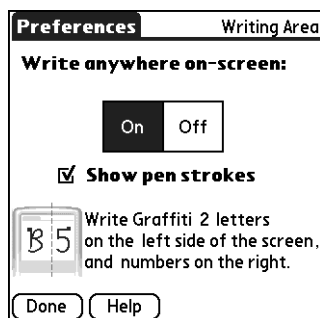 Preferences Writing Area
Write anywhere on-screen:
On Off
Show pen strokes
B 5
Write Graffiti 2 letters
on the left side of the screen,
and numbers on the right.
Done Help